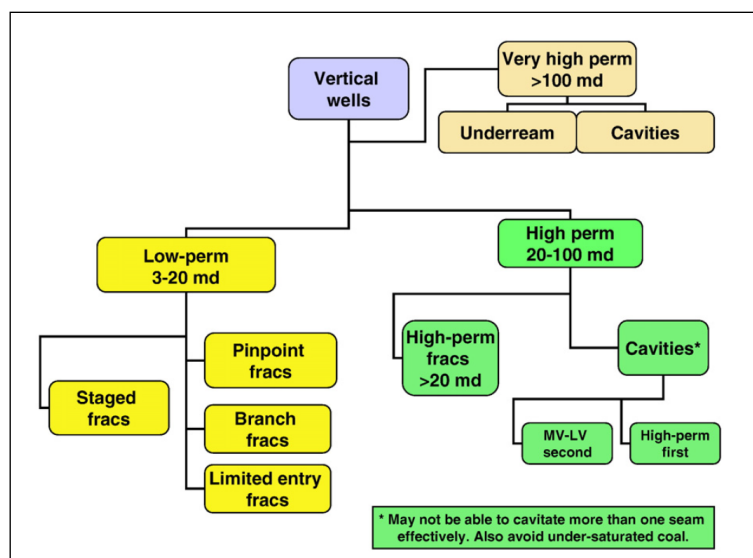 Vertical
wells
Very high perm
>100 md
Underream
Cavities
Low-perm
3-20 md
High perm
20-100 md
Staged
fracs
Pinpoint
fracs
Branch
fracs
Limited entry
fracs
High-perm
fracs
>20 md
Cavities*
MV-LV
second
High-perm
first
* May not be able to cavitate more than one seam
effectively. Also avoid under-saturated coal.